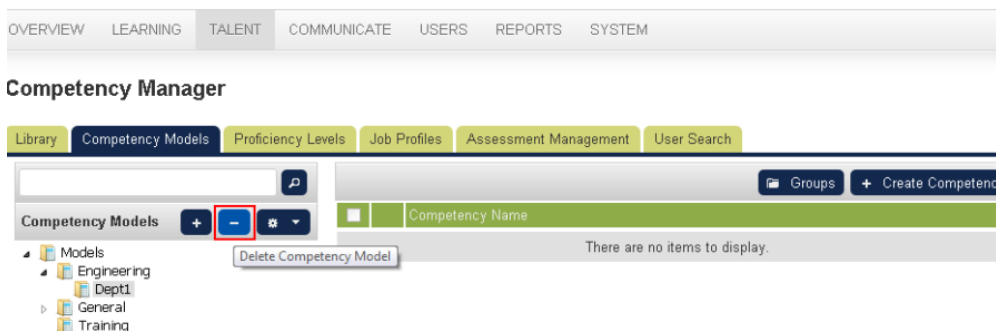 OVERVIEW LEARNING TALENT COMMUNICATE USERS REPORTS SYSTEM
Competency Manager
Library Competency Models Proficiency Levels Job Profiles Assessment Management User Search
Groups + Create Competenc
Competency Models + −
Competency Name
There are no items to display.
Delete Competency Model
Models
Engineering
Dept1
General
Training